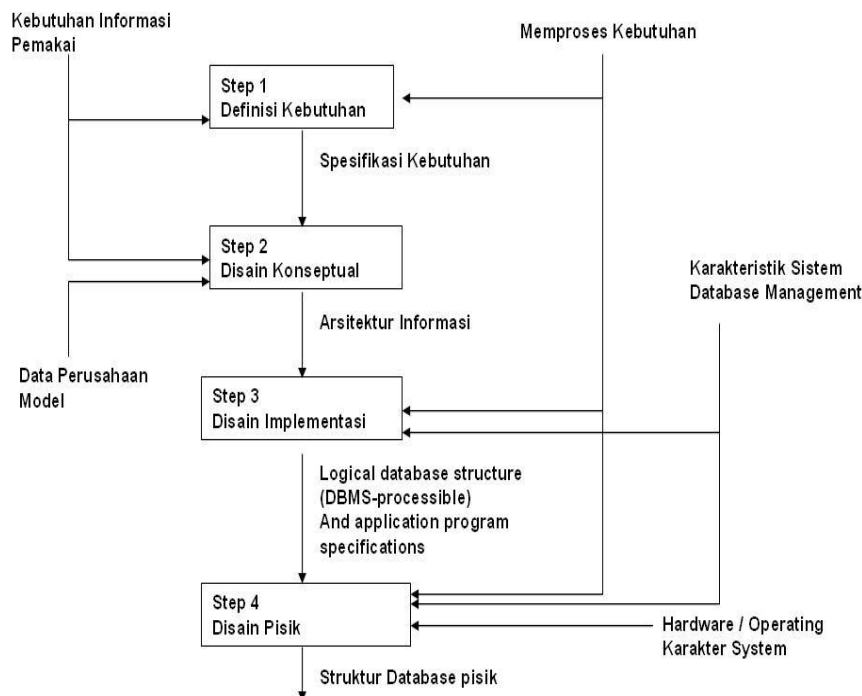 Kebutuhan Informasi
Pemakai
Memproses Kebutuhan
Step 1
Definisi Kebutuhan
Spesifikasi Kebutuhan
Step 2
Disain Konseptual
Karakteristik Sistem
Database Management
Arsitektur Informasi
Data Perusahaan
Model
Step 3
Disain Implementasi
Logical database structure
(DBMS-processible)
And application program
specifications
Step 4
Disain Pisik
Hardware / Operating
Karakter System
Struktur Database pisik